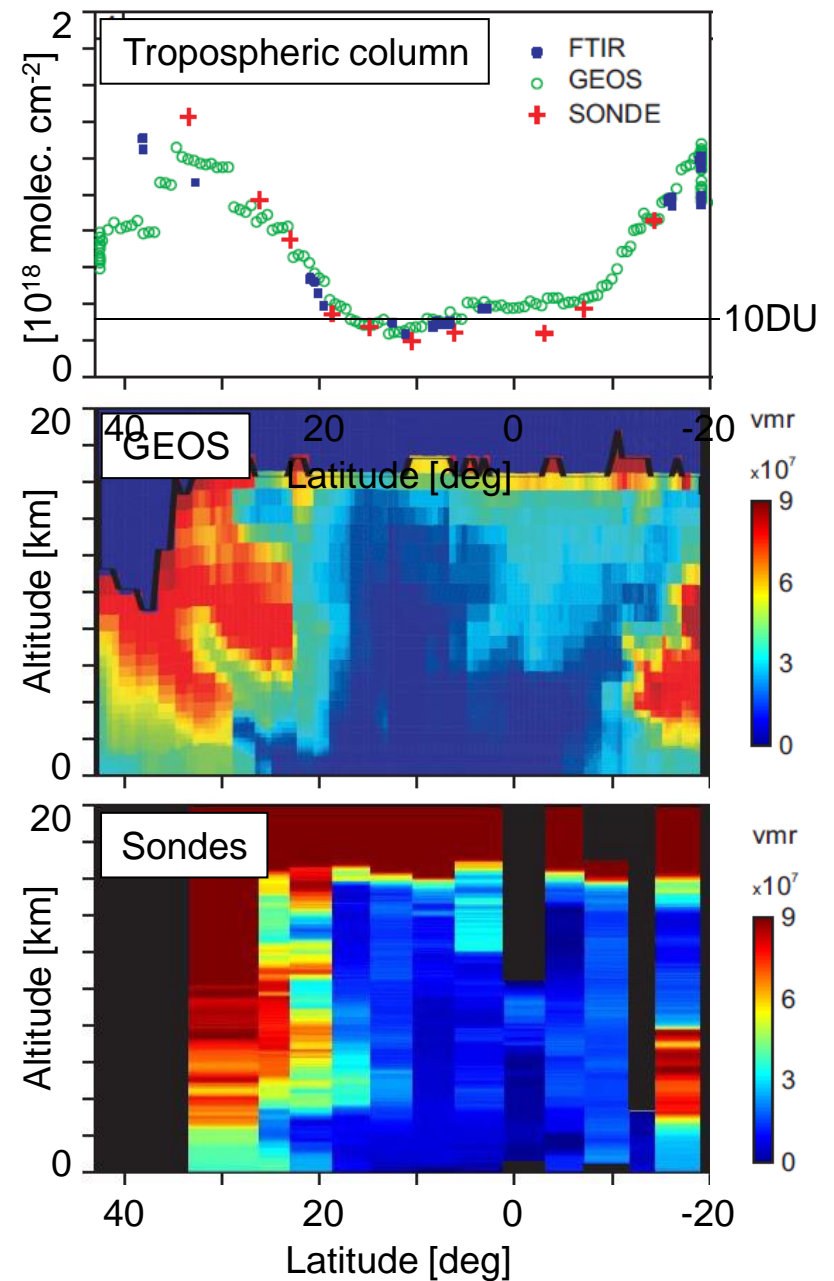 2
Tropospheric column
FTIR
GEOS
SONDE
[10¹⁸ molec. cm⁻²]
10DU
0
40 20 0 -20
Latitude [deg]
20
GEOS
Altitude [km]
0
vmr
x10⁷
9
6
3
0
20
Sondes
Altitude [km]
0
vmr
x10⁷
9
6
3
0
40 20 0 -20
Latitude [deg]